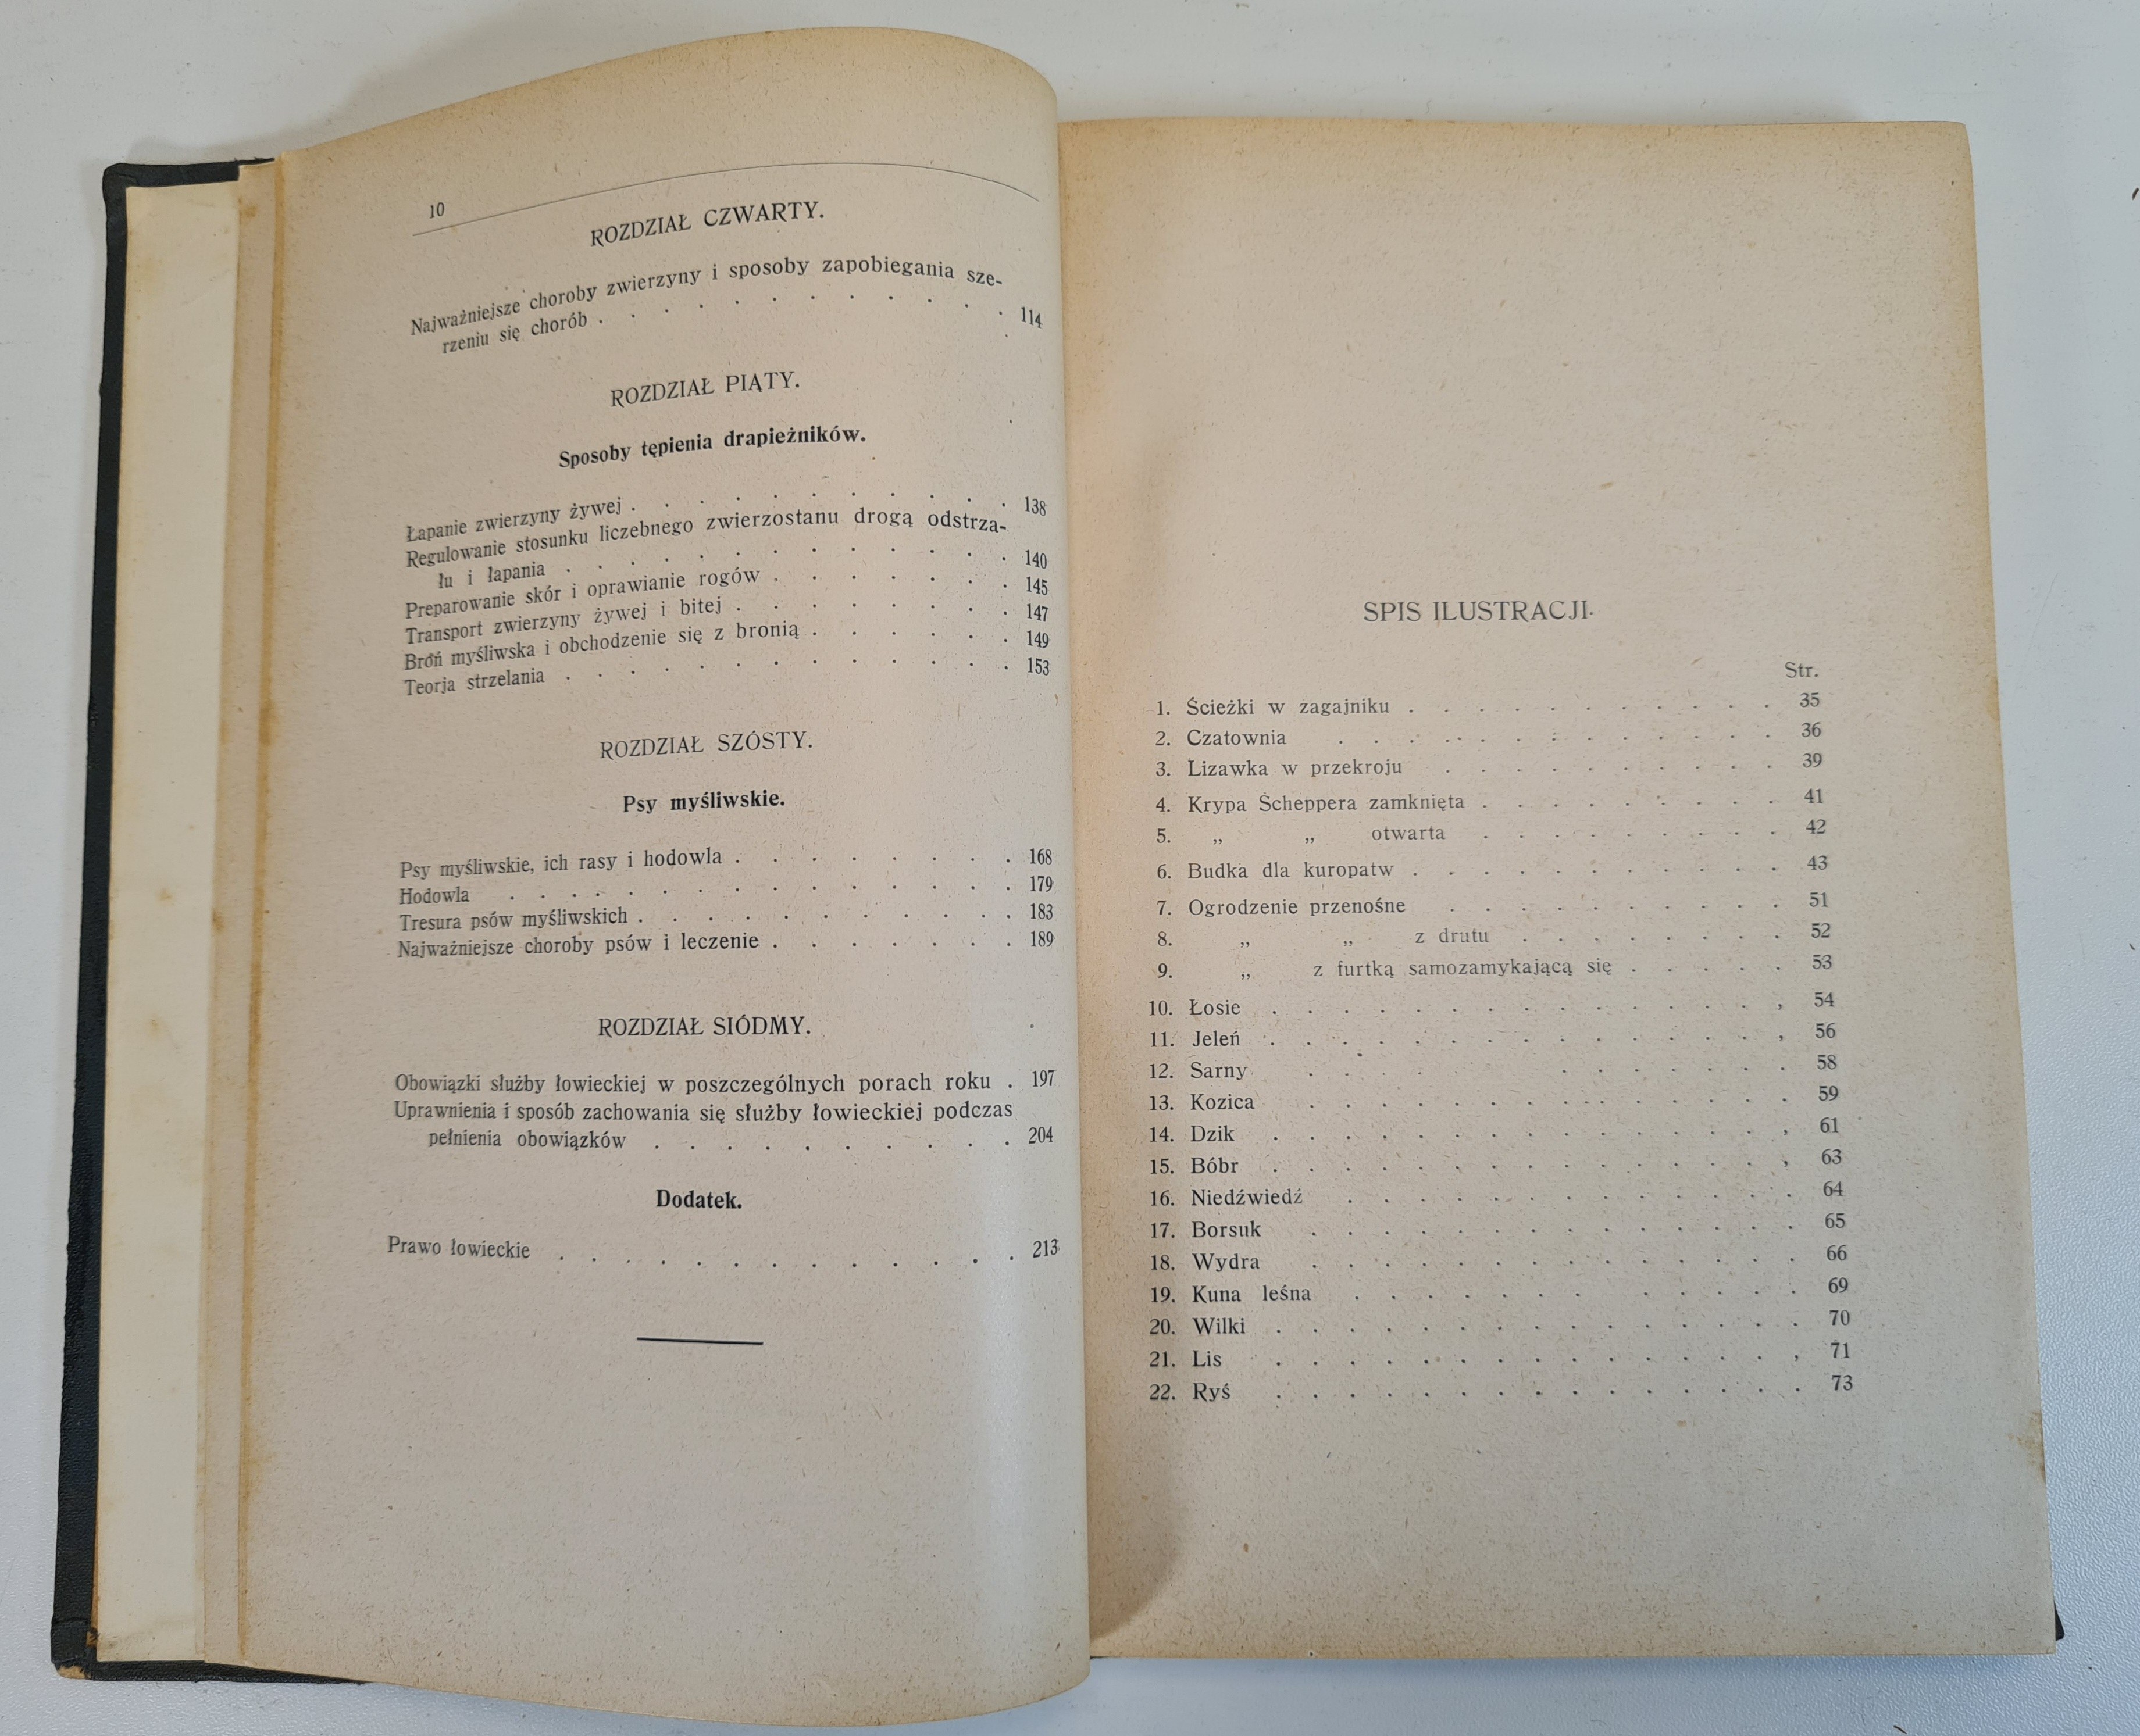 10
ROZDZIAŁ CZWARTY.
Najważniejsze choroby zwierzyny i sposoby zapobiegania sze-
rzeniu się chorób . . . . . . . . . . . . 114
ROZDZIAŁ PIĄTY.
Sposoby tępienia drapieżników.
Łapanie zwierzyny żywej . . . . . . . . . . . 138
Regulowanie stosunku liczebnego zwierzostanu drogą odstrza-
łu i łapania . . . . . . . . . . . . . 140
Preparowanie skór i oprawianie rogów . . . . . . . 145
Transport zwierzyny żywej i bitej . . . . . . . . 147
Broń myśliwska i obchodzenie się z bronią . . . . . . 149
Teorja strzelania . . . . . . . . . . . . . 153
ROZDZIAŁ SZÓSTY.
Psy myśliwskie.
Psy myśliwskie, ich rasy i hodowla . . . . . . . . 168
Hodowla . . . . . . . . . . . . . . 179
Tresura psów myśliwskich . . . . . . . . . . . 183
Najważniejsze choroby psów i leczenie . . . . . . . 189
ROZDZIAŁ SIÓDMY.
Obowiązki służby łowieckiej w poszczególnych porach roku . 197
Uprawnienia i sposób zachowania się służby łowieckiej podczas
pełnienia obowiązków . . . . . . . . . . 204
Dodatek.
Prawo łowieckie . . . . . . . . . . . . . 213
SPIS ILUSTRACJI.
Str.
1. Ścieżki w zagajniku . . . . . . . . . . . 35
2. Czatownia . . . . . . . . . . . . . 36
3. Lizawka w przekroju . . . . . . . . . . 39
4. Krypa Scheppera zamknięta . . . . . . . . . 41
5. „ „ otwarta . . . . . . . . . 42
6. Budka dla kuropatw . . . . . . . . . . . 43
7. Ogrodzenie przenośne . . . . . . . . . . 51
8. „ „ z drutu . . . . . . . . 52
9. „ z furtką samozamykającą się . . . . . 53
10. Łosie . . . . . . . . . . . . . . , 54
11. Jeleń . . . . . . . . . . . . . . , 56
12. Sarny . . . . . . . . . . . 58
13. Kozica . . . . . . . . . . . . . . 59
14. Dzik . . . . . . . . . . . . . . , 61
15. Bóbr . . . . . . . . . . . . . . , 63
16. Niedźwiedź . . . . . . . . . . . . . 64
17. Borsuk . . . . . . . . . . . . . . 65
18. Wydra . . . . . . . . . . . . . . 66
19. Kuna leśna . . . . . . . . . . . . 69
20. Wilki . . . . . . . . . . . . . . . 70
21. Lis . . . . . . . . . . . . . . , 71
22. Ryś . . . . . . . . . . . . . . . 73